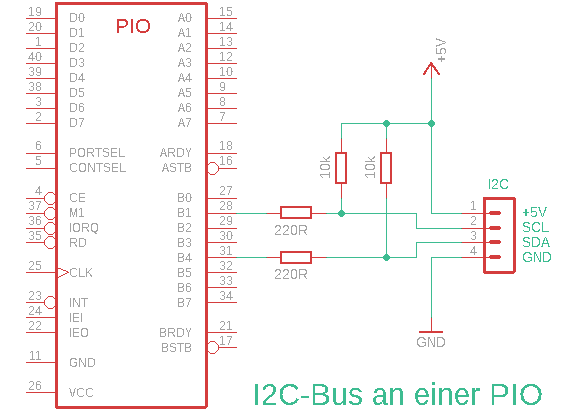 PIO
19 D0 A0 15
20 D1 A1 14
1 D2 A2 13
40 D3 A3 12
39 D4 A4 10
38 D5 A5 9
3 D6 A6 8
2 D7 A7 7
6 PORTSEL ARDY 18
5 CONTSEL ASTB 16
4 CE B0 27
37 M1 B1 28
36 IORQ B2 29
35 RD B3 30
B4 31
25 CLK B5 32
B6 33
23 INT B7 34
24 IEI
22 IEO BRDY 21
BSTB 17
11 GND
26 VCC
220R
220R
10k
10k
+5V
I2C
1 +5V
2 SCL
3 SDA
4 GND
GND
I2C-Bus an einer PIO